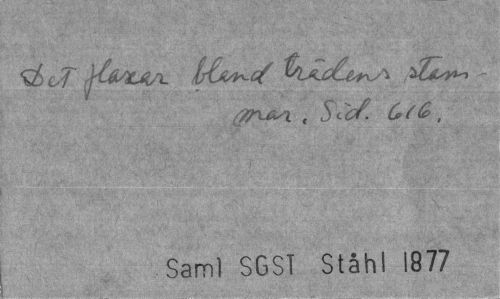 Det flaxar bland trädens stam-
mar. Sid. 616.
Saml SGST Ståhl 1877